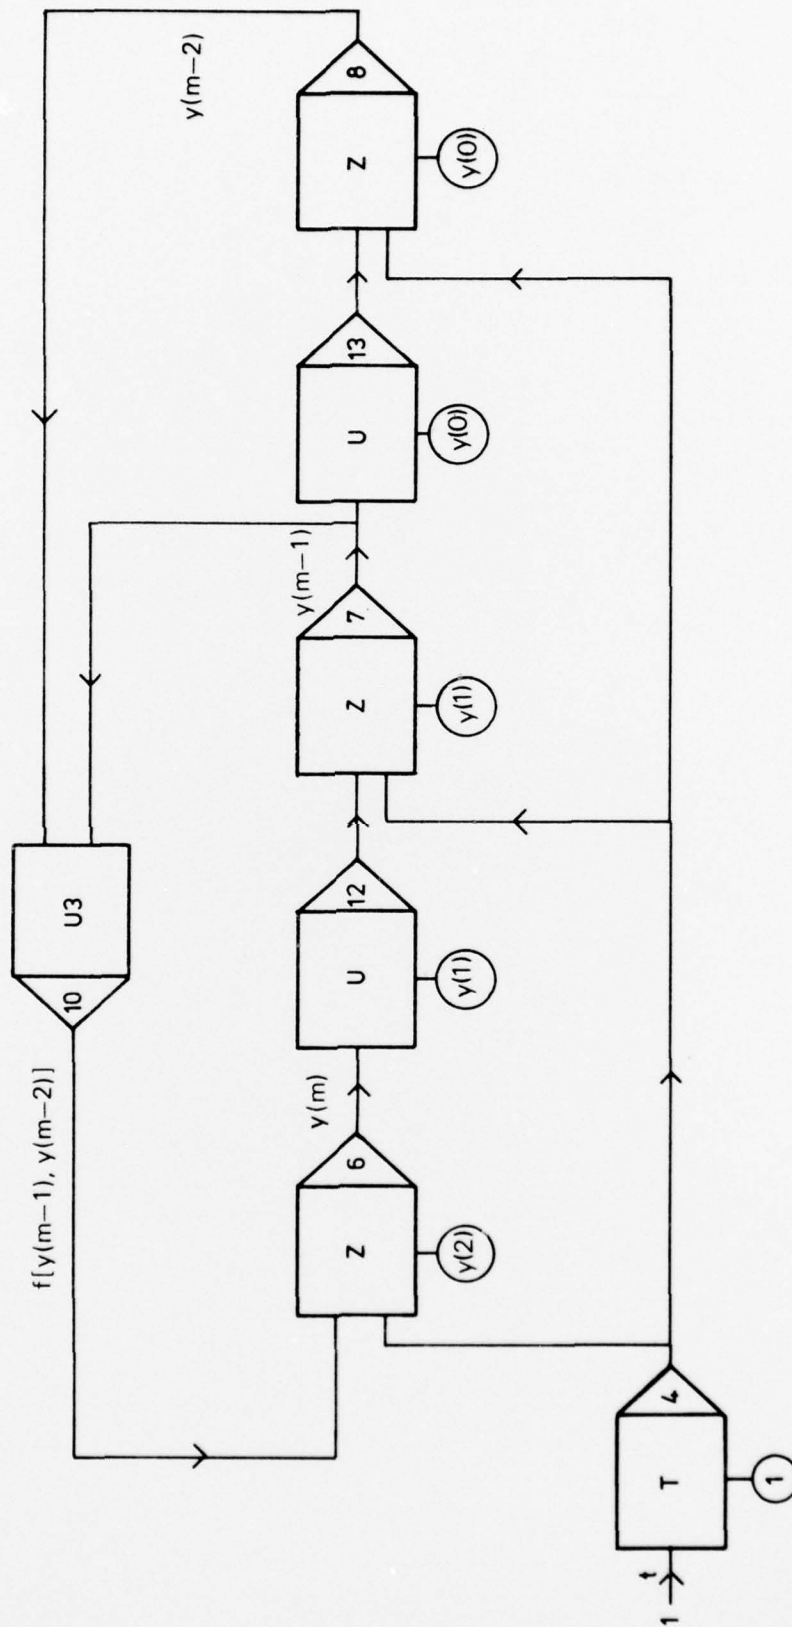 f[y(m−1), y(m−2)]
10
U3
y(m−2)
Z
6
y(m)
U
12
Z
7
y(m−1)
U
13
Z
8
y(2)
y(1)
y(1)
y(0)
y(0)
1
t
T
4
1